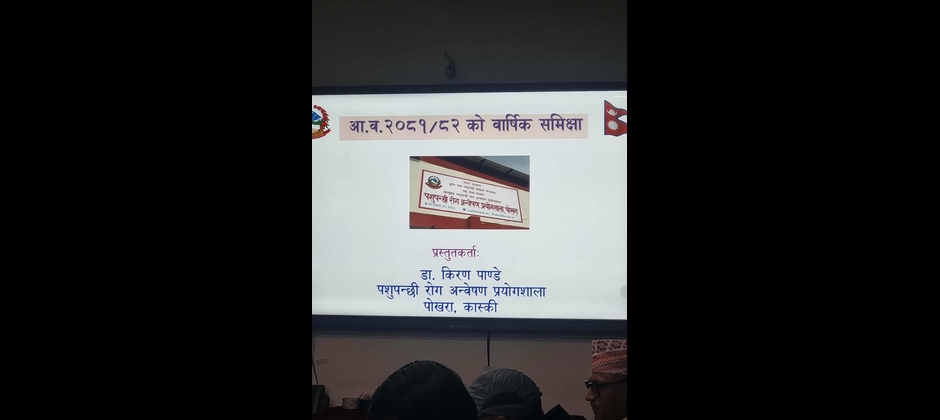 आ.व.२०८१/८२ को वार्षिक समिक्षा
पशुपन्छी रोग अन्वेषण प्रयोगशाला, पोखरा
प्रस्तुतकर्ताः
डा. किरण पाण्डे
पशुपन्छी रोग अन्वेषण प्रयोगशाला
पोखरा, कास्की